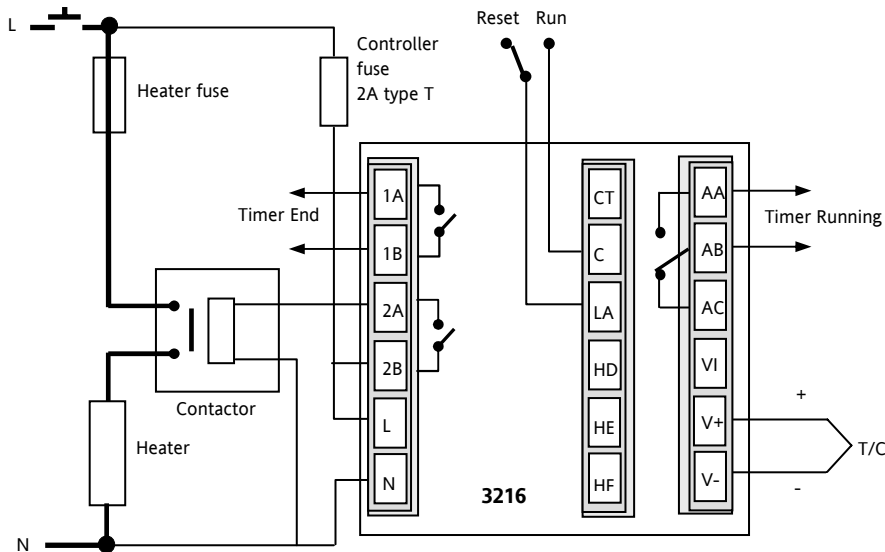 L
Heater fuse
Controller
fuse
2A type T
Reset Run
Timer End
1A
1B
2A
2B
L
N
CT
C
LA
HD
HE
HF
AA
AB
AC
VI
V+
V-
Timer Running
+
-
T/C
Contactor
Heater
3216
N